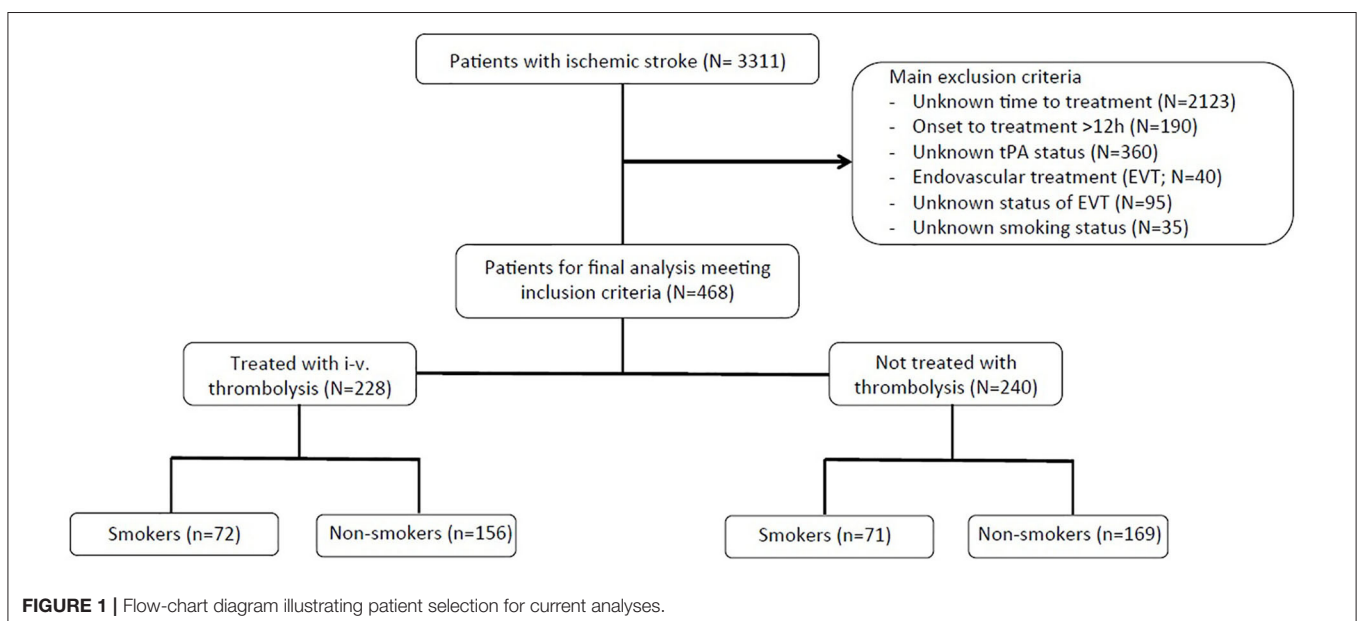 Patients with ischemic stroke (N= 3311)
Main exclusion criteria
- Unknown time to treatment (N=2123)
- Onset to treatment >12h (N=190)
- Unknown tPA status (N=360)
- Endovascular treatment (EVT; N=40)
- Unknown status of EVT (N=95)
- Unknown smoking status (N=35)
Patients for final analysis meeting
inclusion criteria (N=468)
Treated with i-v.
thrombolysis (N=228)
Not treated with
thrombolysis (N=240)
Smokers (n=72)
Non-smokers (n=156)
Smokers (n=71)
Non-smokers (n=169)
FIGURE 1 | Flow-chart diagram illustrating patient selection for current analyses.